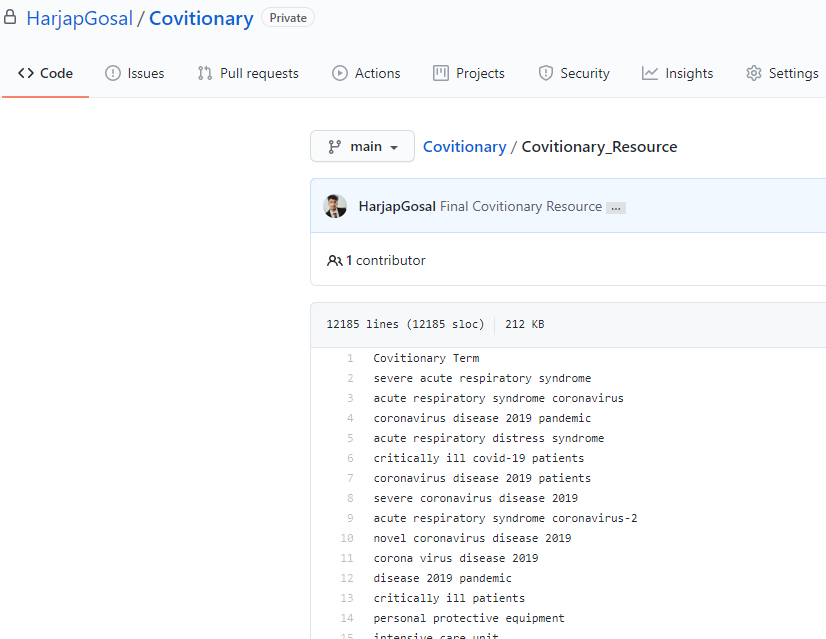 HarjapGosal / Covitionary Private
Code Issues Pull requests Actions Projects Security Insights Settings
main Covitionary / Covitionary_Resource
HarjapGosal Final Covitionary Resource ...
1 contributor
12185 lines (12185 sloc) 212 KB
1 Covitionary Term
2 severe acute respiratory syndrome
3 acute respiratory syndrome coronavirus
4 coronavirus disease 2019 pandemic
5 acute respiratory distress syndrome
6 critically ill covid-19 patients
7 coronavirus disease 2019 patients
8 severe coronavirus disease 2019
9 acute respiratory syndrome coronavirus-2
10 novel coronavirus disease 2019
11 corona virus disease 2019
12 disease 2019 pandemic
13 critically ill patients
14 personal protective equipment
15 intensive care unit